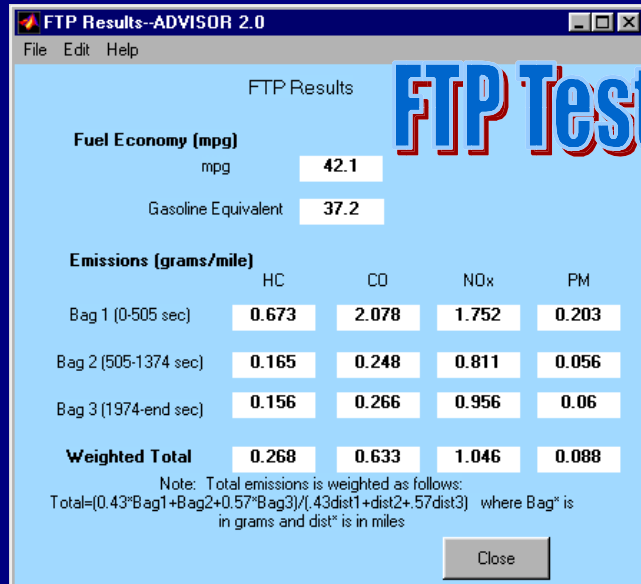 FTP Results--ADVISOR 2.0
File Edit Help
FTP Results
FTP Test
Fuel Economy (mpg)
mpg 42.1
Gasoline Equivalent 37.2
Emissions (grams/mile)
HC CO NOx PM
Bag 1 (0-505 sec) 0.673 2.078 1.752 0.203
Bag 2 (505-1374 sec) 0.165 0.248 0.811 0.056
Bag 3 (1974-end sec) 0.156 0.266 0.956 0.06
Weighted Total 0.268 0.633 1.046 0.088
Note: Total emissions is weighted as follows:
Total=(0.43*Bag1+Bag2+0.57*Bag3)/(.43dist1+dist2+.57dist3) where Bag* is
in grams and dist* is in miles
Close